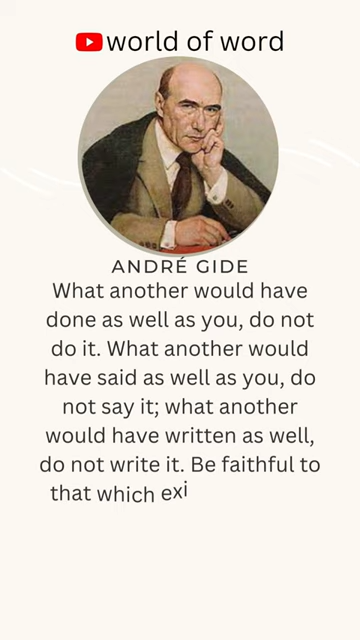 world of word
ANDRÉ GIDE
What another would have
done as well as you, do not
do it. What another would
have said as well as you, do
not say it; what another
would have written as well,
do not write it. Be faithful to
that which exi